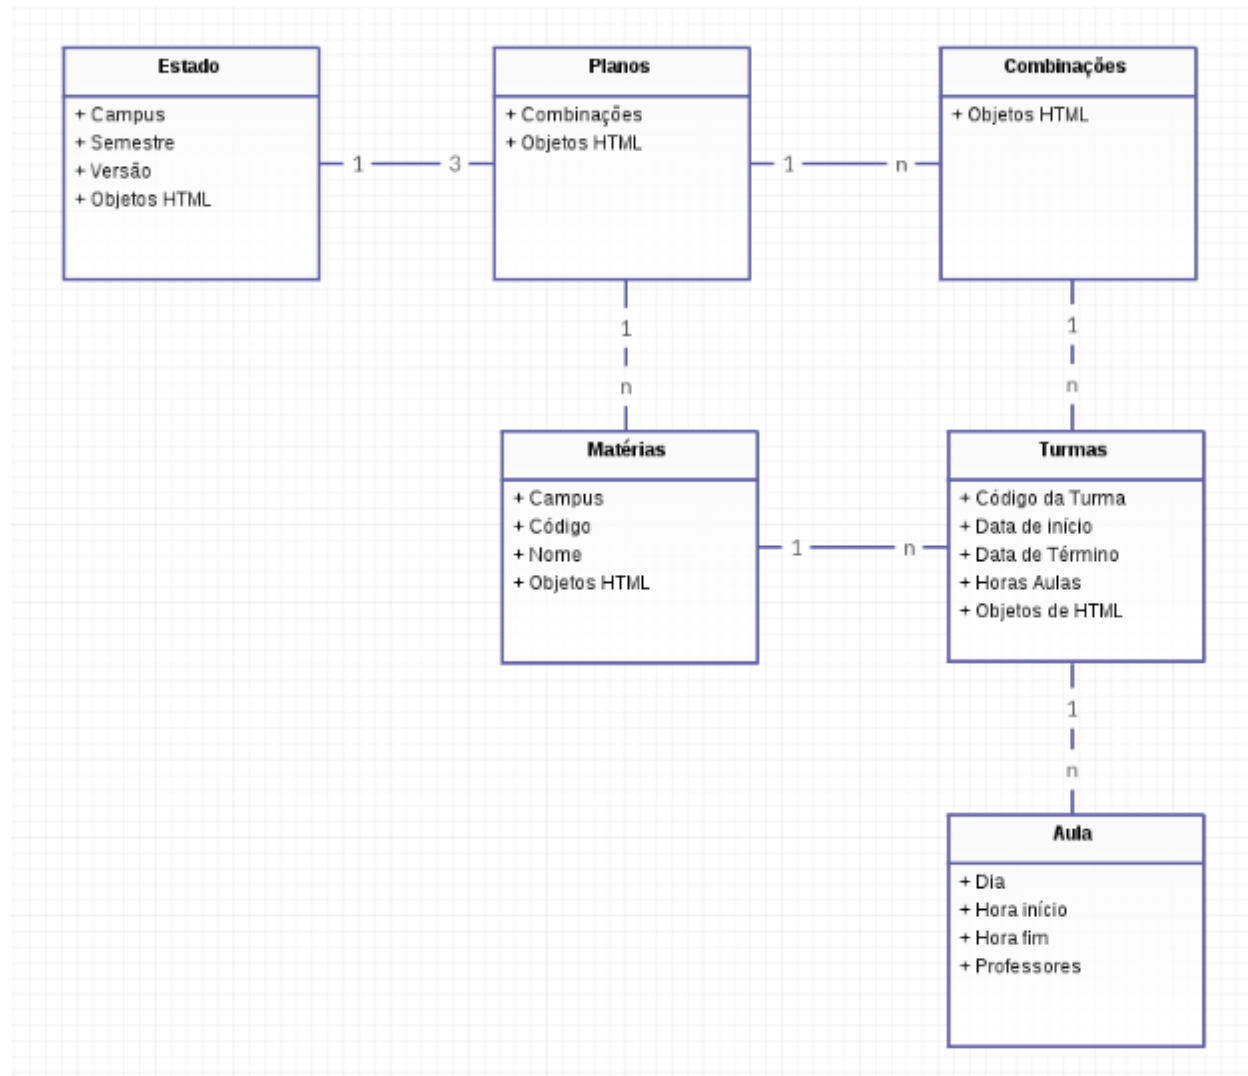 Estado
+ Campus
+ Semestre
+ Versão
+ Objetos HTML
1
3
Planos
+ Combinações
+ Objetos HTML
1
n
Combinações
+ Objetos HTML
1
n
1
n
Matérias
+ Campus
+ Código
+ Nome
+ Objetos HTML
1
n
Turmas
+ Código da Turma
+ Data de início
+ Data de Término
+ Horas Aulas
+ Objetos de HTML
1
n
Aula
+ Dia
+ Hora início
+ Hora fim
+ Professores